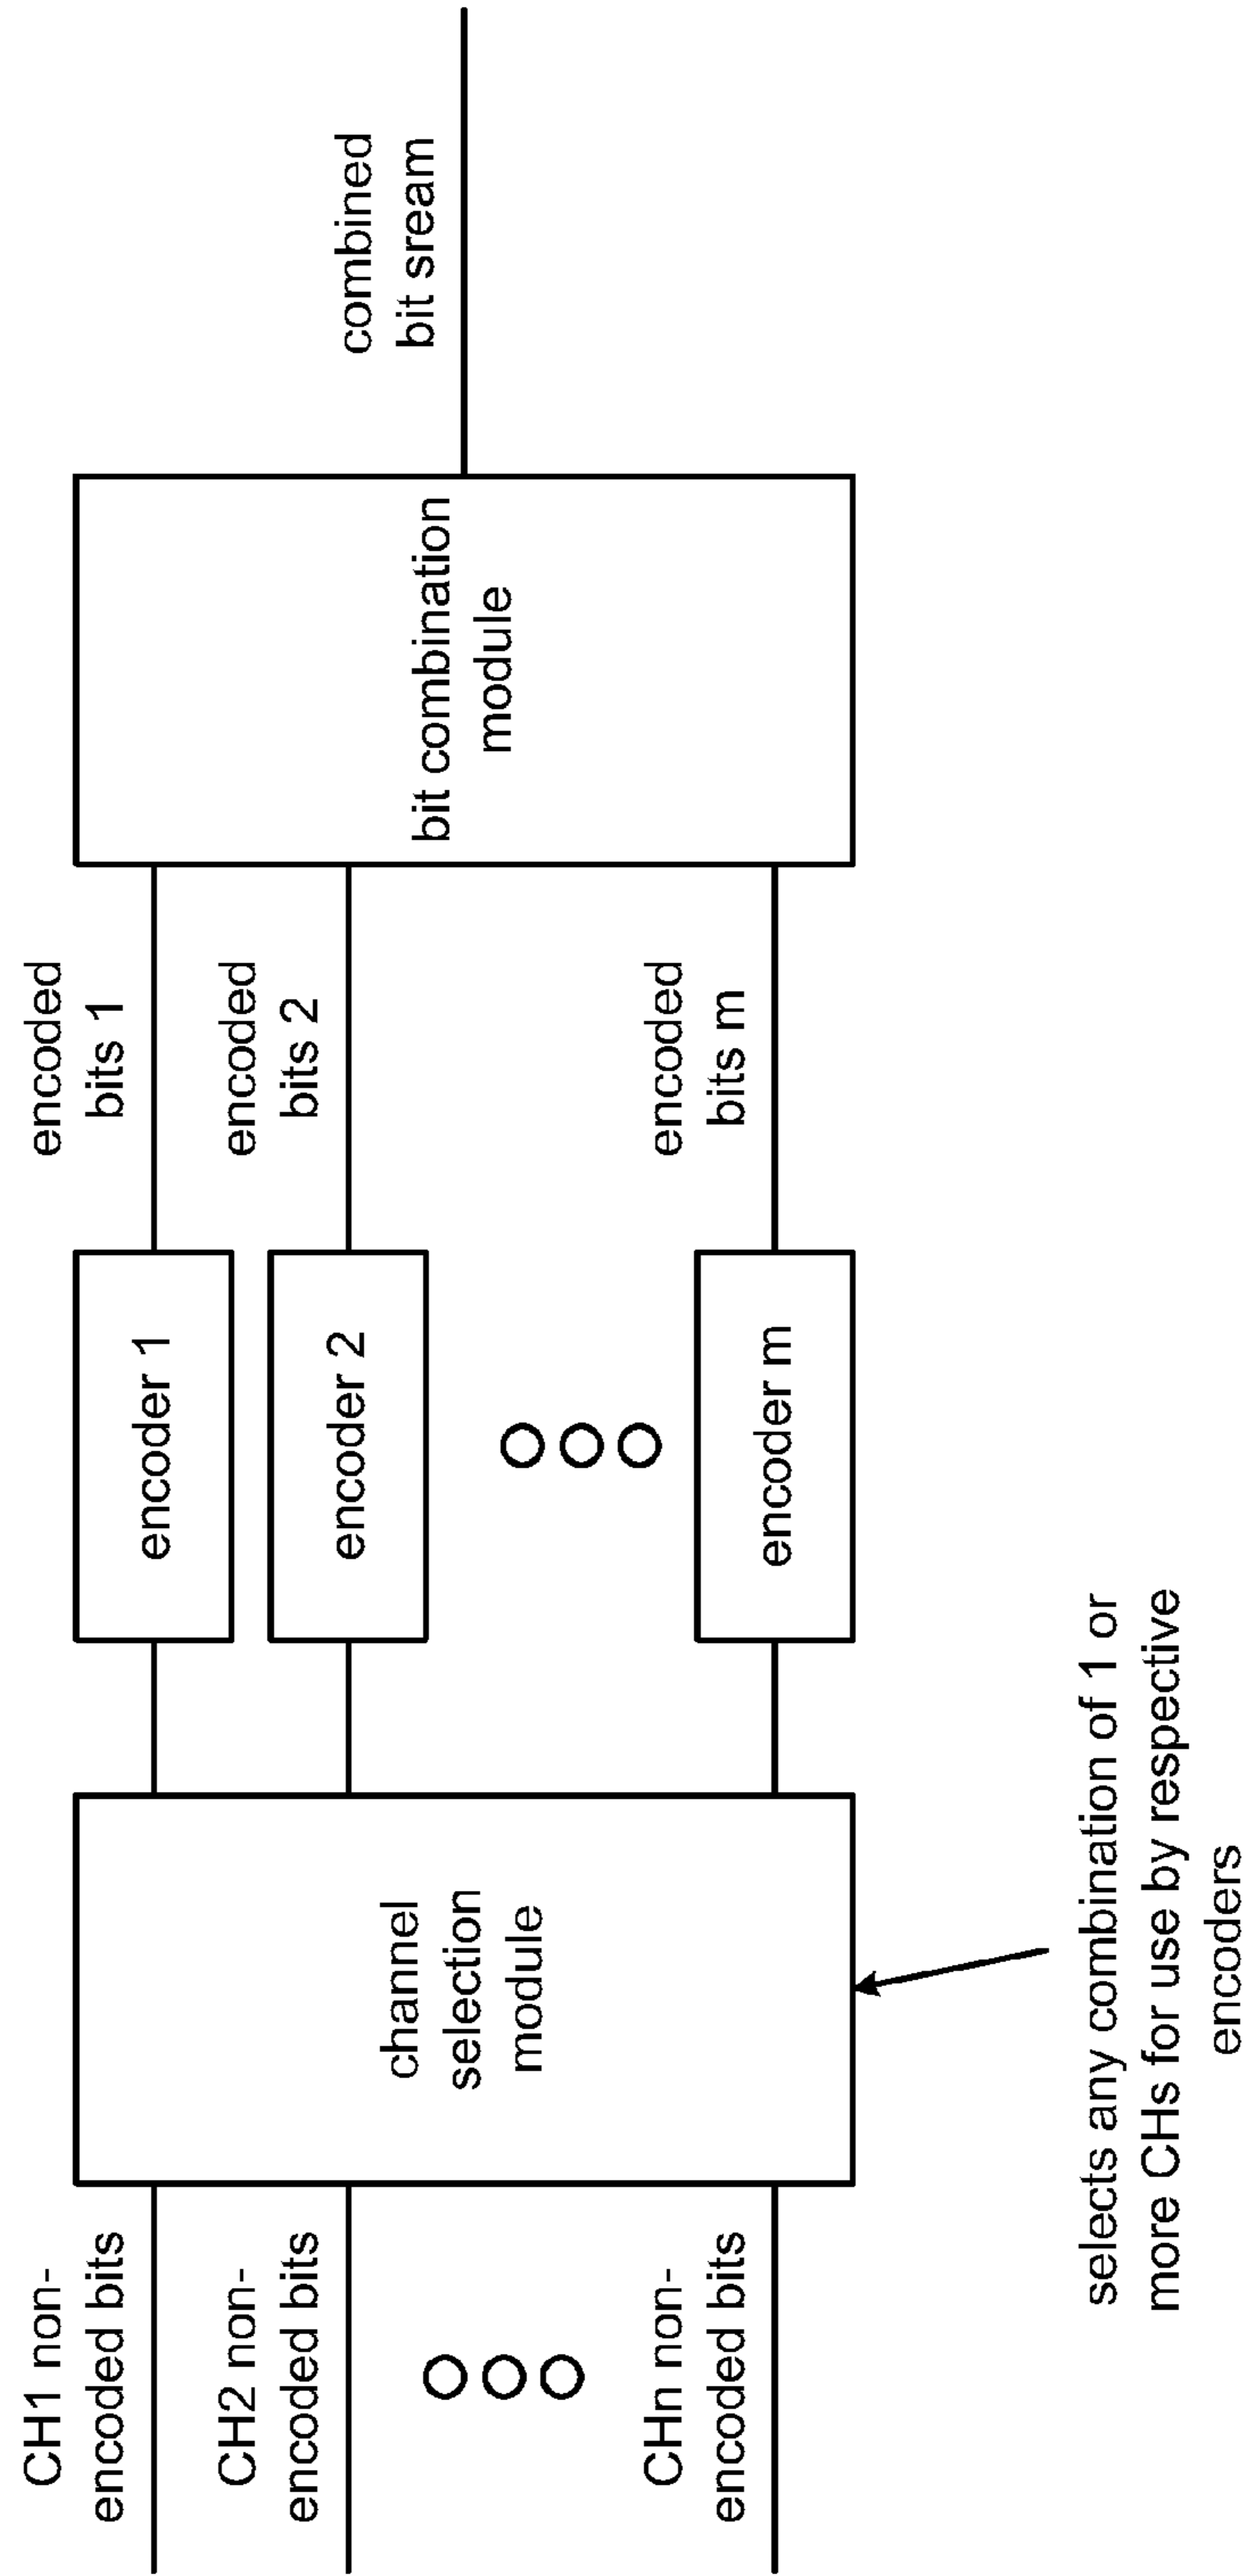 CH1 non-
encoded bits
CH2 non-
encoded bits
CHn non-
encoded bits
channel
selection
module
encoder 1
encoder 2
encoder m
encoded
bits 1
encoded
bits 2
encoded
bits m
bit combination
module
combined
bit sream
selects any combination of 1 or
more CHs for use by respective
encoders